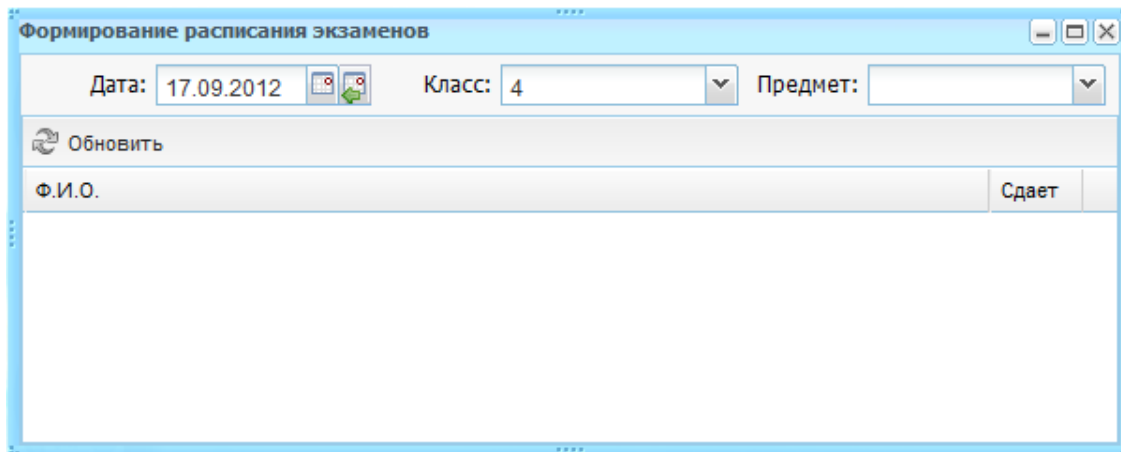 Формирование расписания экзаменов
Дата: 17.09.2012 Класс: 4 Предмет:
Обновить
Ф.И.О. Сдает